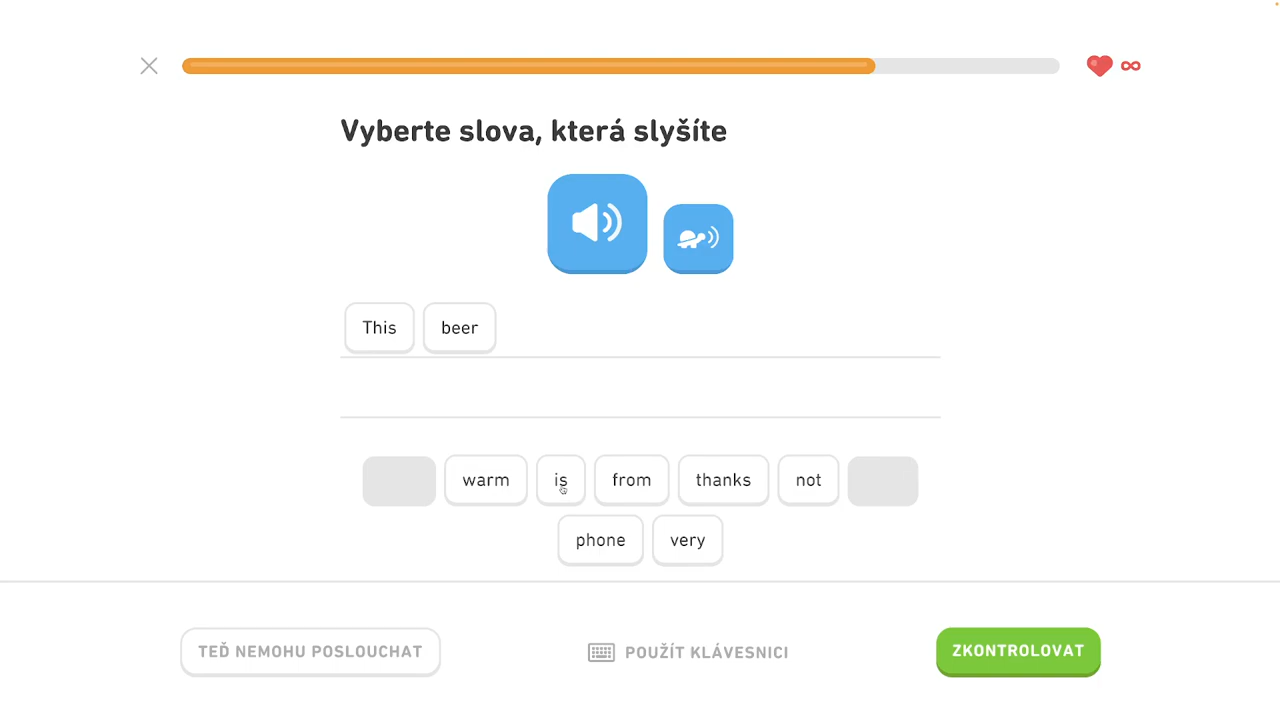 Vyberte slova, která slyšíte
This beer
warm is from thanks not
phone very
TEĎ NEMOHU POSLOUCHAT POUŽÍT KLÁVESNICI ZKONTROLOVAT